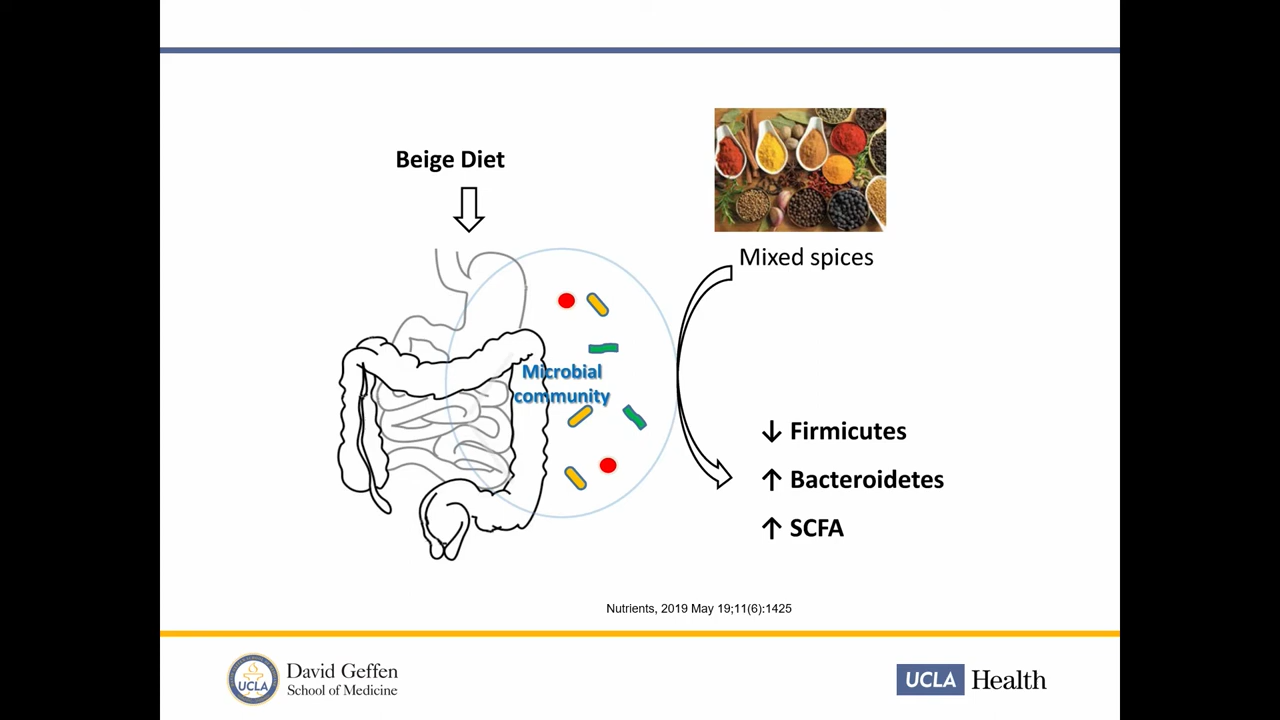 Beige Diet
Mixed spices
Microbial
community
↓ Firmicutes
↑ Bacteroidetes
↑ SCFA
Nutrients, 2019 May 19;11(6):1425
UCLA
David Geffen
School of Medicine
UCLA Health